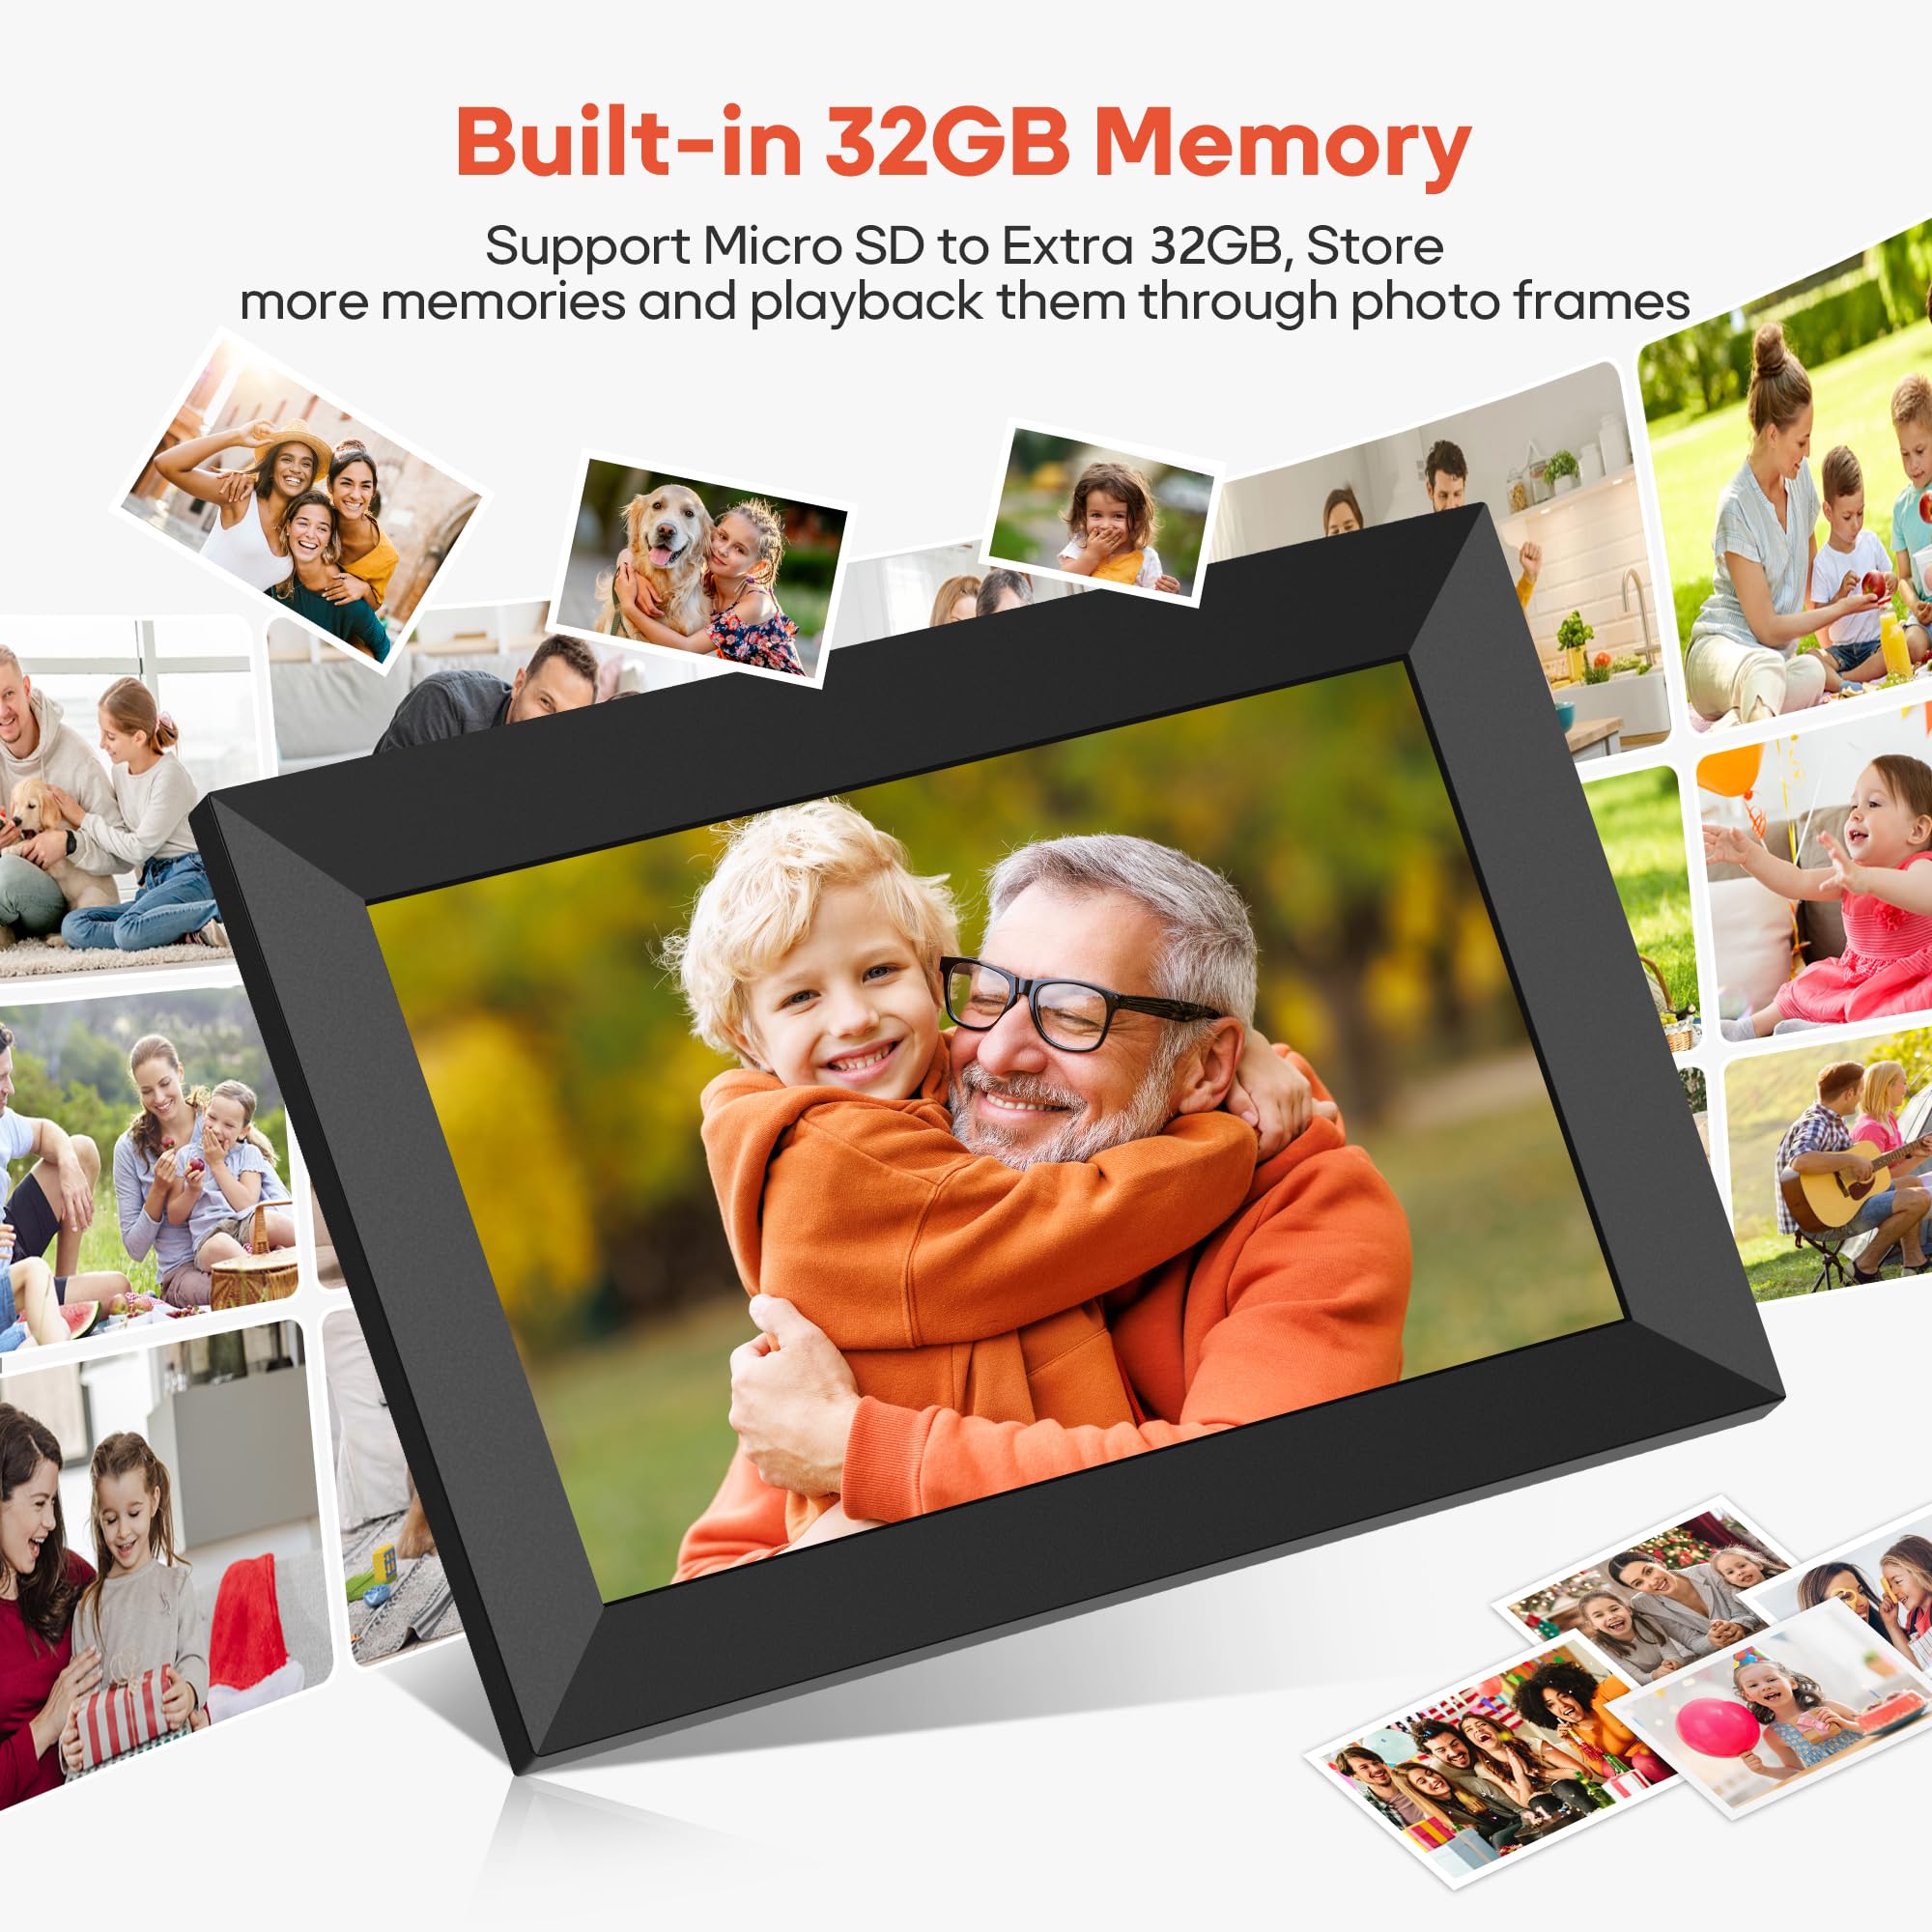 Built-in 32GB Memory
Support Micro SD to Extra 32GB, Store
more memories and playback them through photo frames